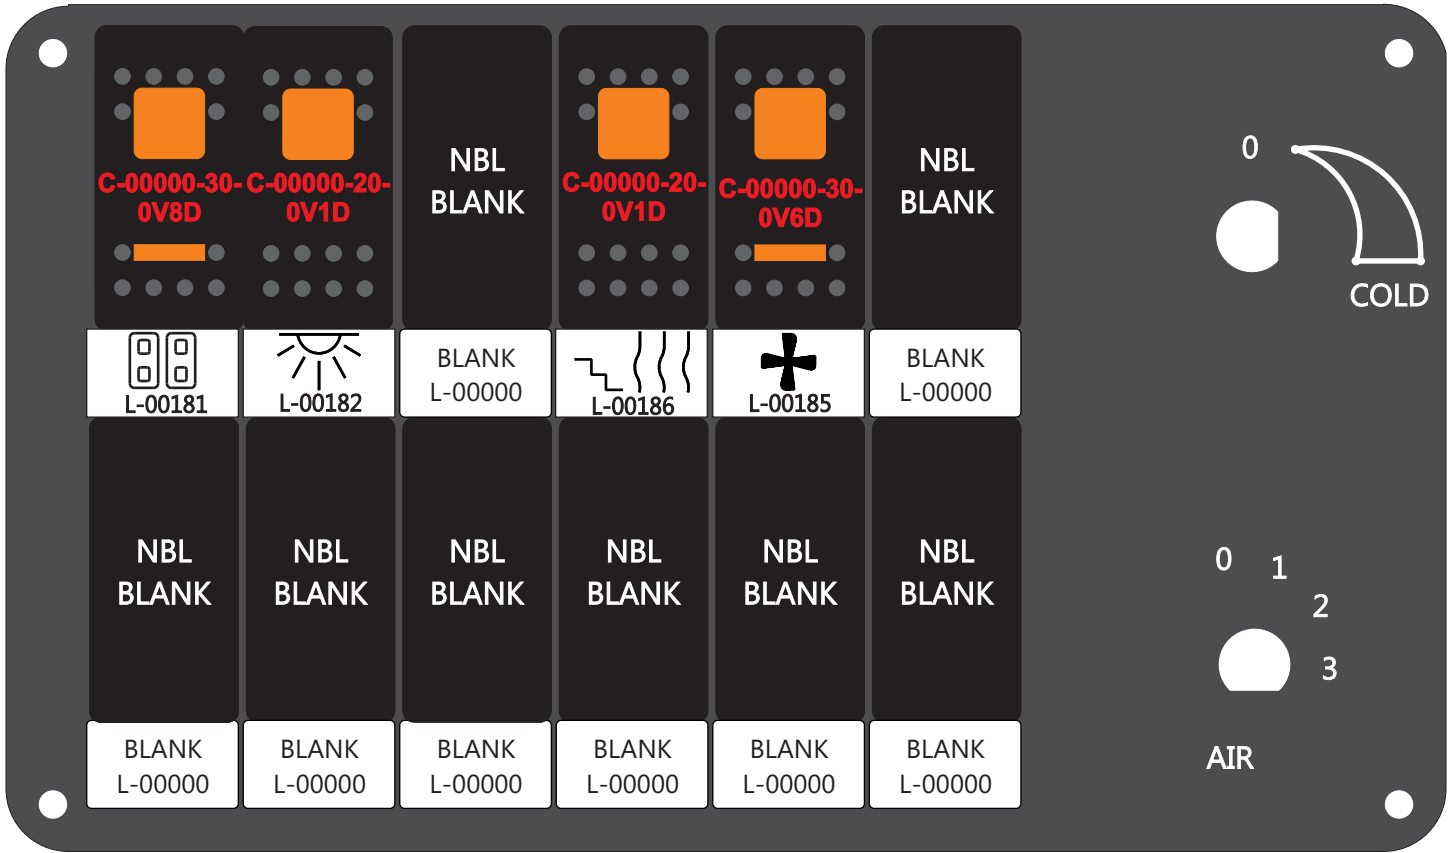 C-00000-30-
0V8D
C-00000-20-
0V1D
NBL
BLANK
C-00000-20-
0V1D
C-00000-30-
0V6D
NBL
BLANK
0
COLD
L-00181
L-00182
BLANK
L-00000
L-00186
L-00185
BLANK
L-00000
NBL
BLANK
NBL
BLANK
NBL
BLANK
NBL
BLANK
NBL
BLANK
NBL
BLANK
0
1
2
3
AIR
BLANK
L-00000
BLANK
L-00000
BLANK
L-00000
BLANK
L-00000
BLANK
L-00000
BLANK
L-00000